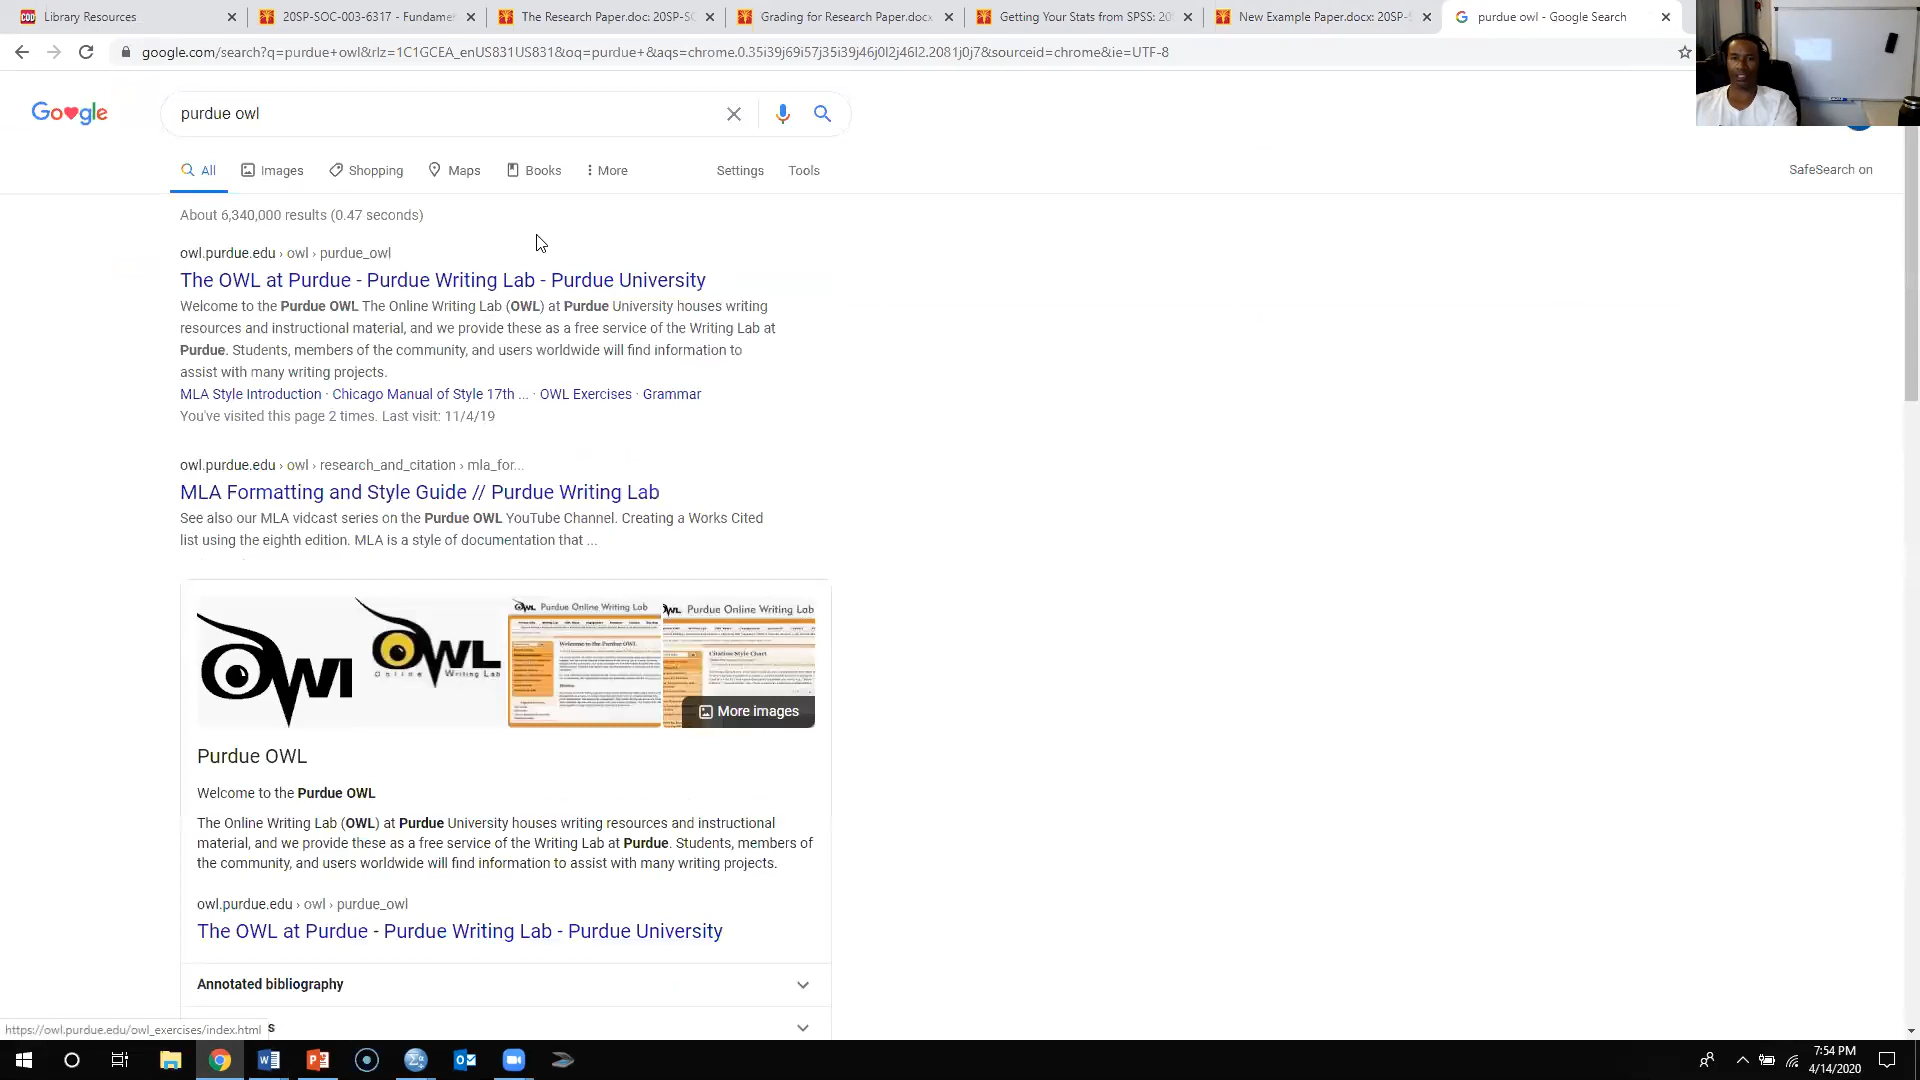 Library Resources
20SP-SOC-003-6317 - Fundame
The Research Paper.doc: 20SP-SC
Grading for Research Paper.docx
Getting Your Stats from SPSS: 20
New Example Paper.docx: 20SP-
purdue owl - Google Search
google.com/search?q=purdue+owl&rlz=1C1GCEA_enUS831US831&oq=purdue+&aqs=chrome.0.35i39j69i57j35i39j46j0l2j46l2.2081j0j7&sourceid=chrome&ie=UTF-8
purdue owl
All Images Shopping Maps Books More Settings Tools
SafeSearch on
About 6,340,000 results (0.47 seconds)
owl.purdue.edu › owl › purdue_owl
The OWL at Purdue - Purdue Writing Lab - Purdue University
Welcome to the Purdue OWL The Online Writing Lab (OWL) at Purdue University houses writing
resources and instructional material, and we provide these as a free service of the Writing Lab at
Purdue. Students, members of the community, and users worldwide will find information to
assist with many writing projects.
MLA Style Introduction · Chicago Manual of Style 17th ... · OWL Exercises · Grammar
You've visited this page 2 times. Last visit: 11/4/19
owl.purdue.edu › owl › research_and_citation › mla_for...
MLA Formatting and Style Guide // Purdue Writing Lab
See also our MLA vidcast series on the Purdue OWL YouTube Channel. Creating a Works Cited
list using the eighth edition. MLA is a style of documentation that ...
OWL
OWL
Online Writing Lab
OWL Purdue Online Writing Lab
Welcome to the Purdue OWL
Purdue Online Writing Lab
Citation Style Chart
More images
Purdue OWL
Welcome to the Purdue OWL
The Online Writing Lab (OWL) at Purdue University houses writing resources and instructional
material, and we provide these as a free service of the Writing Lab at Purdue. Students, members of
the community, and users worldwide will find information to assist with many writing projects.
owl.purdue.edu › owl › purdue_owl
The OWL at Purdue - Purdue Writing Lab - Purdue University
Annotated bibliography
https://owl.purdue.edu/owl_exercises/index.html
s
7:54 PM
4/14/2020